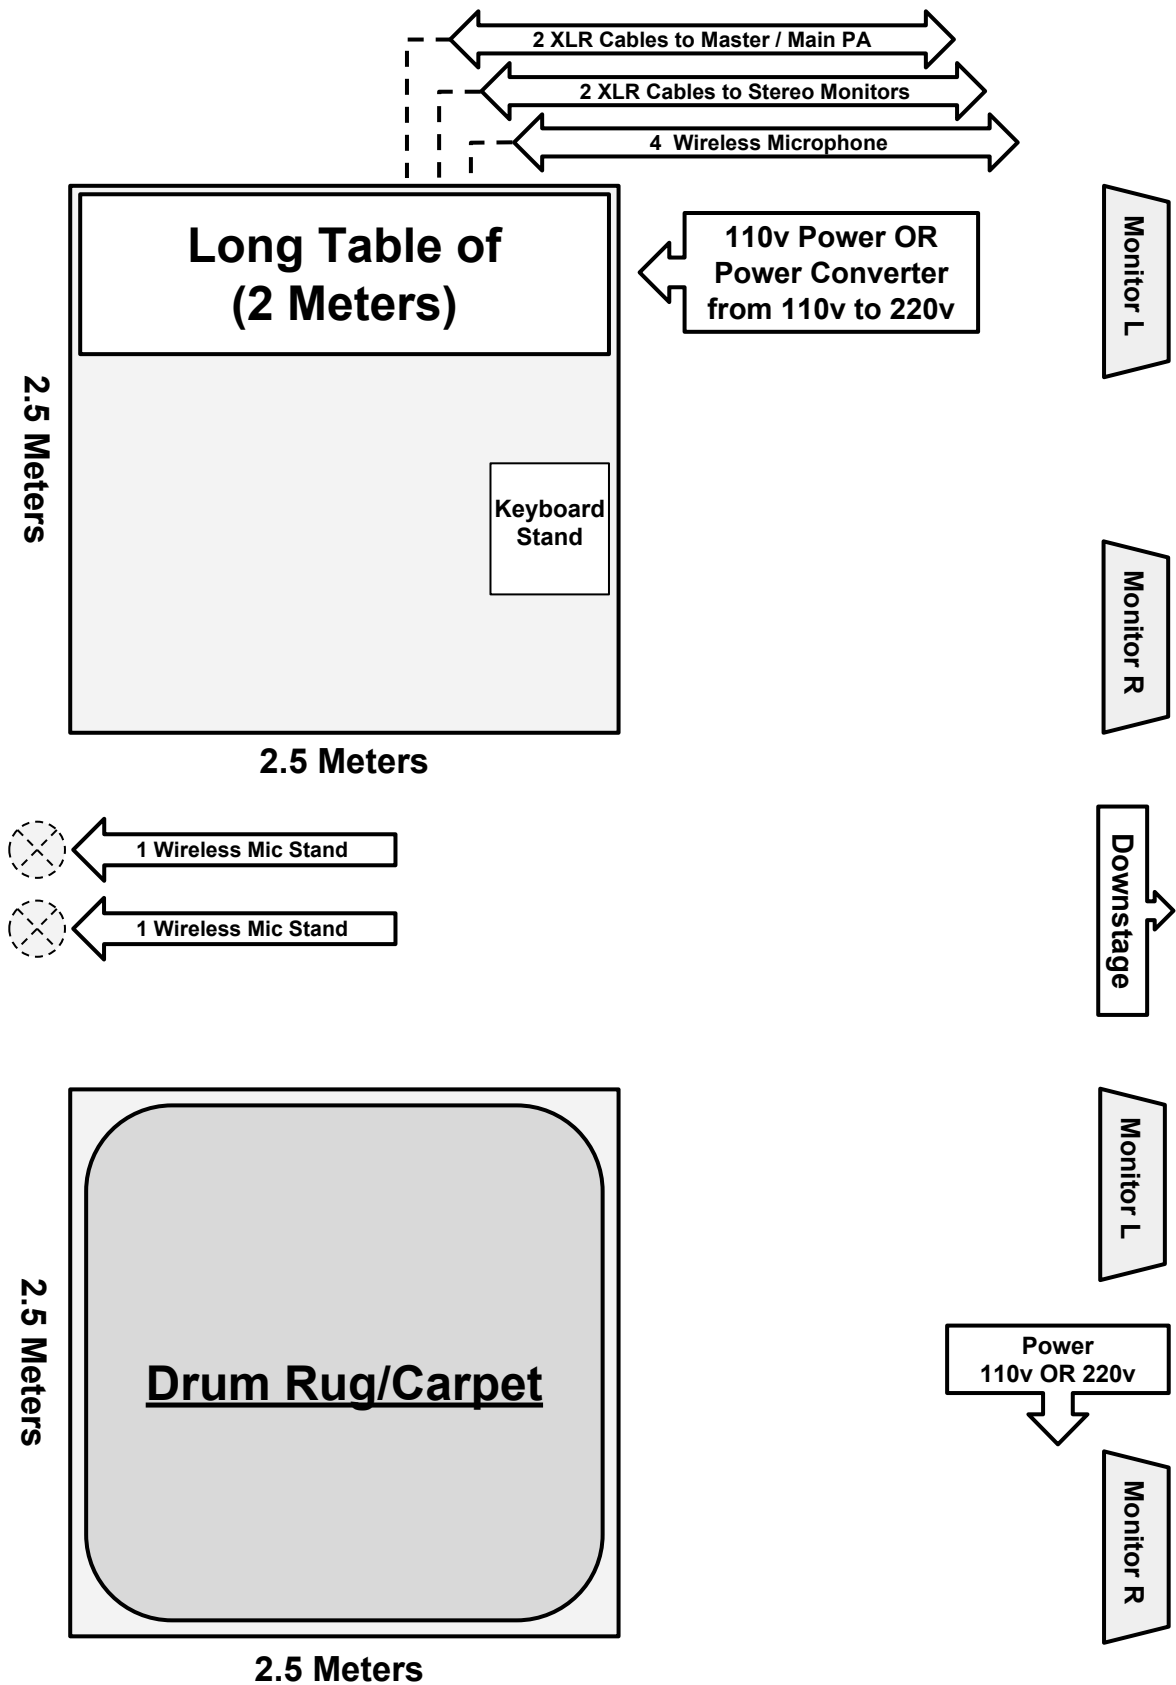 2 XLR Cables to Master / Main PA
2 XLR Cables to Stereo Monitors
4 Wireless Microphone
Long Table of
(2 Meters)
110v Power OR
Power Converter
from 110v to 220v
Monitor L
2.5 Meters
Keyboard
Stand
Monitor R
2.5 Meters
1 Wireless Mic Stand
1 Wireless Mic Stand
Downstage
Monitor L
2.5 Meters
Drum Rug/Carpet
Power
110v OR 220v
Monitor R
2.5 Meters